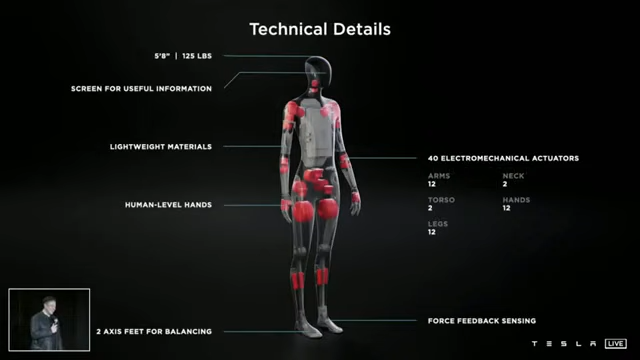 Technical Details
5'8" | 125 LBS
SCREEN FOR USEFUL INFORMATION
LIGHTWEIGHT MATERIALS
HUMAN-LEVEL HANDS
2 AXIS FEET FOR BALANCING
40 ELECTROMECHANICAL ACTUATORS
ARMS NECK
12 2
TORSO HANDS
2 12
LEGS
12
FORCE FEEDBACK SENSING
TESLA LIVE